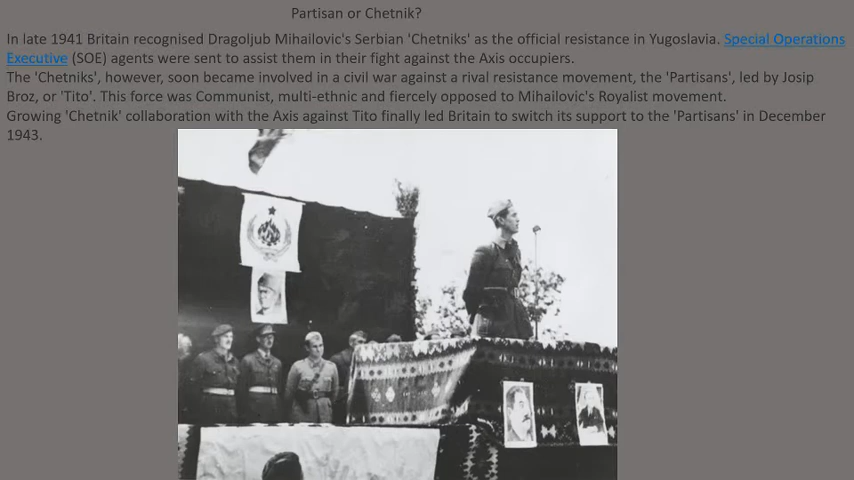 Partisan or Chetnik?
In late 1941 Britain recognised Dragoljub Mihailovic's Serbian 'Chetniks' as the official resistance in Yugoslavia. Special Operations
Executive (SOE) agents were sent to assist them in their fight against the Axis occupiers.
The 'Chetniks', however, soon became involved in a civil war against a rival resistance movement, the 'Partisans', led by Josip
Broz, or 'Tito'. This force was Communist, multi-ethnic and fiercely opposed to Mihailovic's Royalist movement.
Growing 'Chetnik' collaboration with the Axis against Tito finally led Britain to switch its support to the 'Partisans' in December
1943.